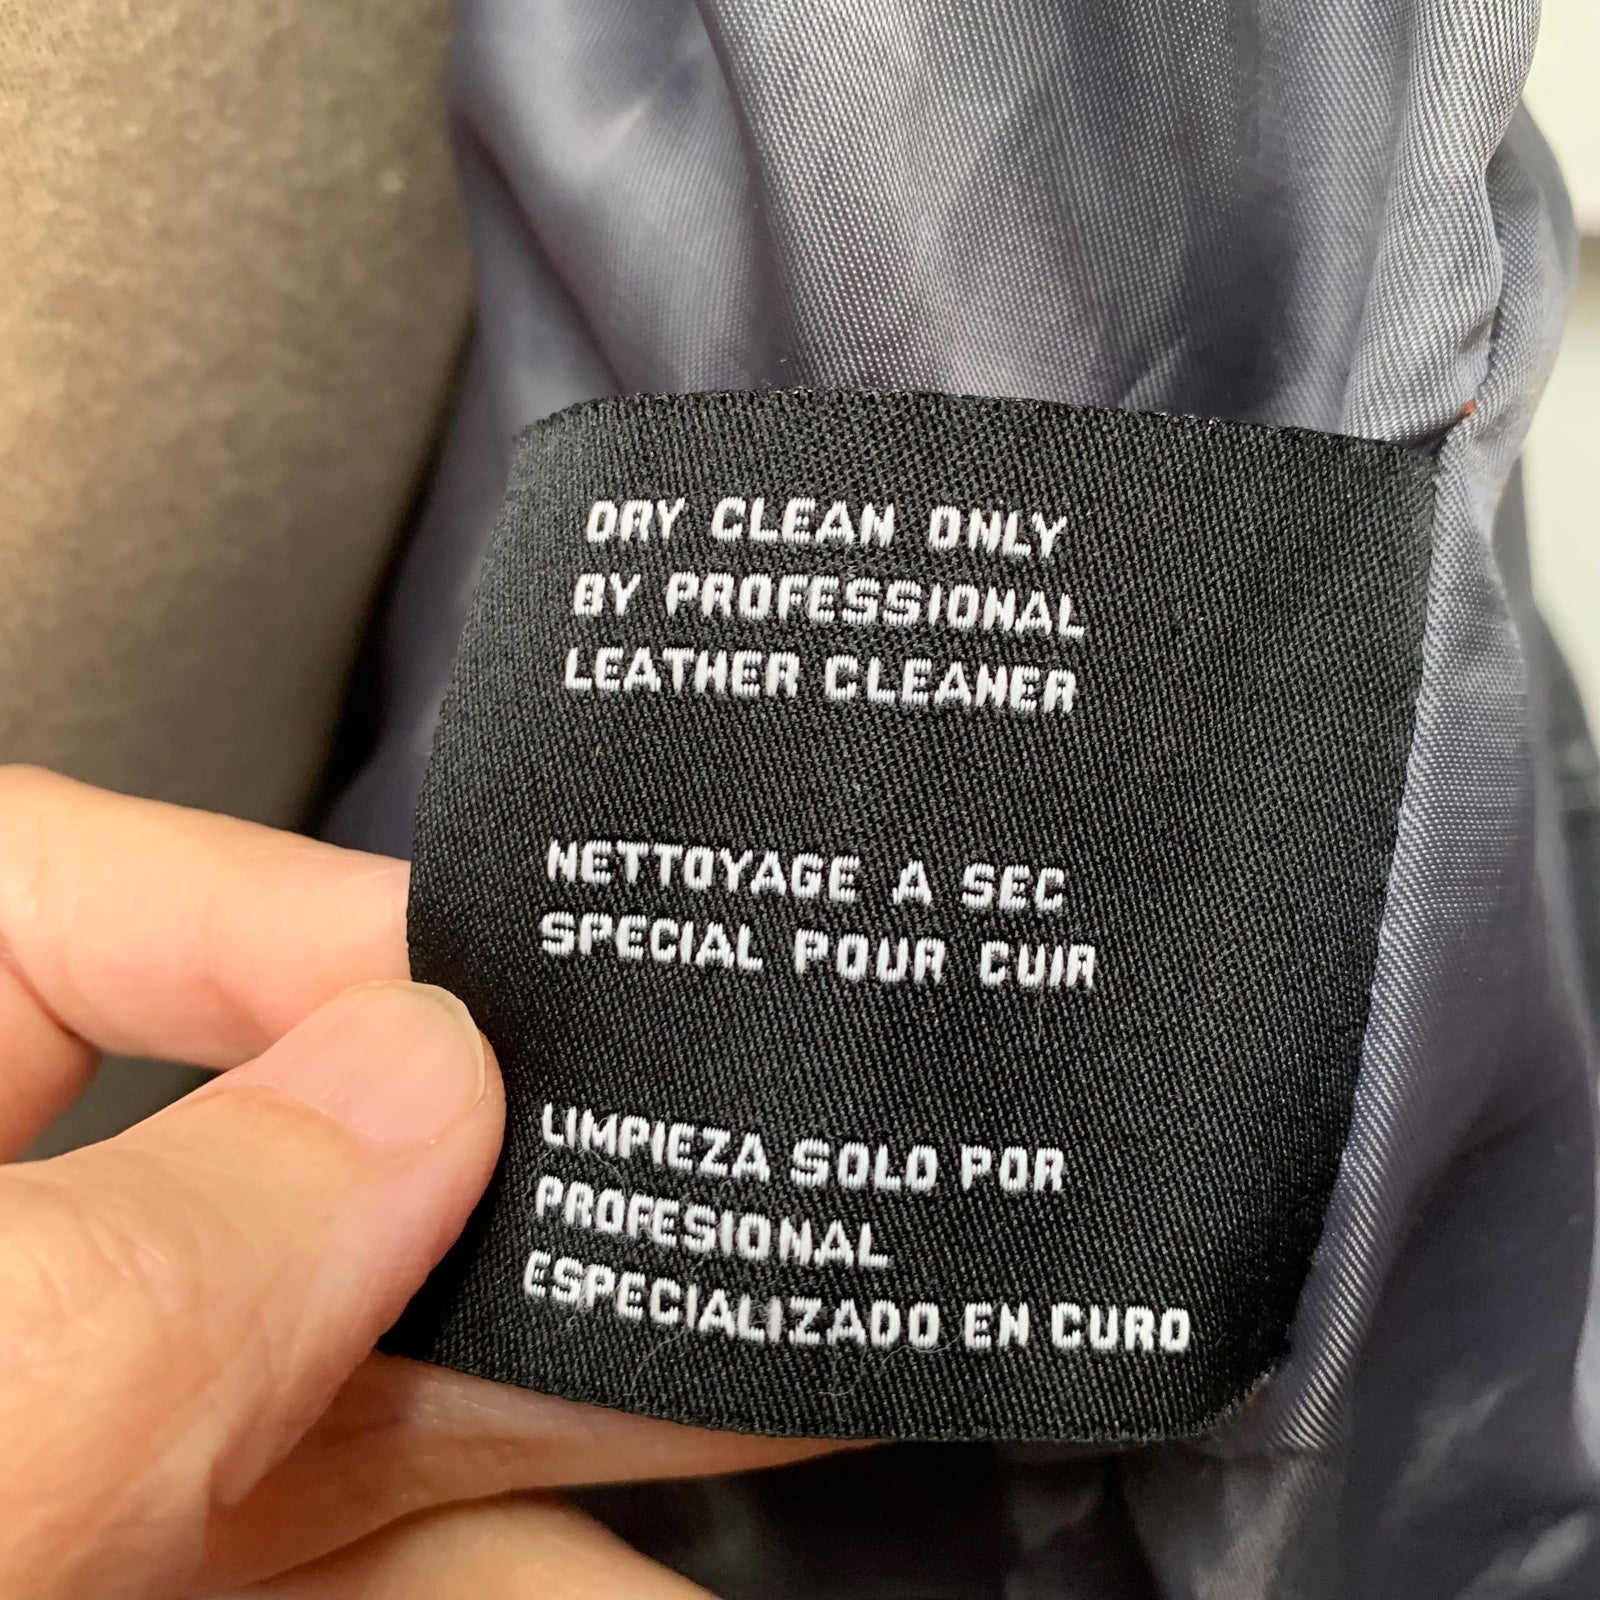 DRY CLEAN ONLY
BY PROFESSIONAL
LEATHER CLEANER
NETTOYAGE A SEC
SPECIAL POUR CUIR
LIMPIEZA SOLO POR
PROFESIONAL
ESPECIALIZADO EN CURO